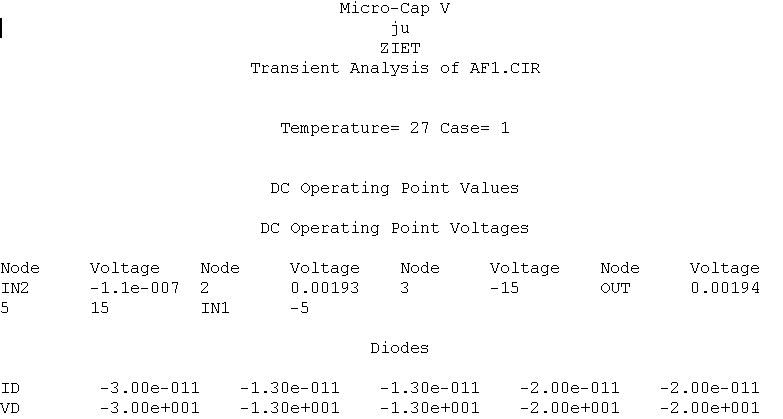 Micro-Cap V
ju
ZIET
Transient Analysis of AF1.CIR
Temperature= 27 Case= 1
DC Operating Point Values
DC Operating Point Voltages
Node Voltage Node Voltage Node Voltage Node Voltage
IN2 -1.1e-007 2 0.00193 3 -15 OUT 0.00194
5 15 IN1 -5
Diodes
ID -3.00e-011 -1.30e-011 -1.30e-011 -2.00e-011 -2.00e-011
VD -3.00e+001 -1.30e+001 -1.30e+001 -2.00e+001 -2.00e+001